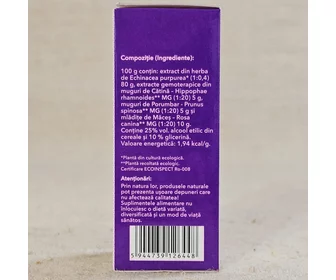 Compoziție (ingrediente):
100 g conțin: extract din herba
de Echinacea purpurea* (1:0,4)
80 g, extracte gemoterapice din
muguri de Cătină - Hippophae
rhamnoides** MG (1:20) 5 g,
muguri de Porumbar - Prunus
spinosa** MG (1:20) 5 g și
mlădițe de Măceș - Rosa
canina** MG (1:20) 10 g.
Conține 25% vol. alcool etilic din
cereale și 10 % glicerină.
Valoare energetică: 1,94 kcal/g.
*Plantă din cultură ecologică.
**Plantă recoltată ecologic.
Certificare ECOINSPECT Ro-008
Atenționări:
Prin natura lor, produsele naturale
pot prezenta ușoare depuneri care
nu afectează calitatea!
Suplimentele alimentare nu
înlocuiesc o dietă variată,
diversificată și un mod de viață
sănătos.
5 944739 126448